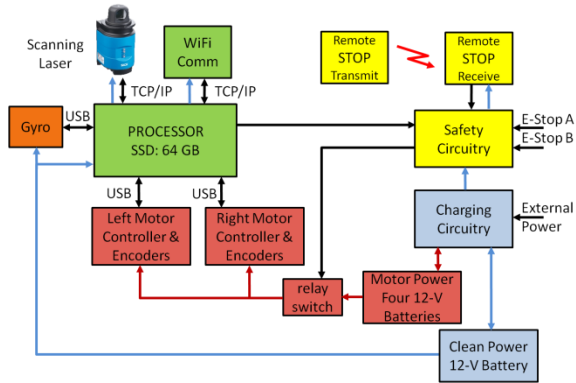 Scanning
Laser
WiFi
Comm
Remote
STOP
Transmit
Remote
STOP
Receive
TCP/IP
TCP/IP
Gyro
USB
PROCESSOR
SSD: 64 GB
Safety
Circuitry
E-Stop A
E-Stop B
USB
USB
Left Motor
Controller &
Encoders
Right Motor
Controller &
Encoders
Charging
Circuitry
External
Power
relay
switch
Motor Power
Four 12-V
Batteries
Clean Power
12-V Battery